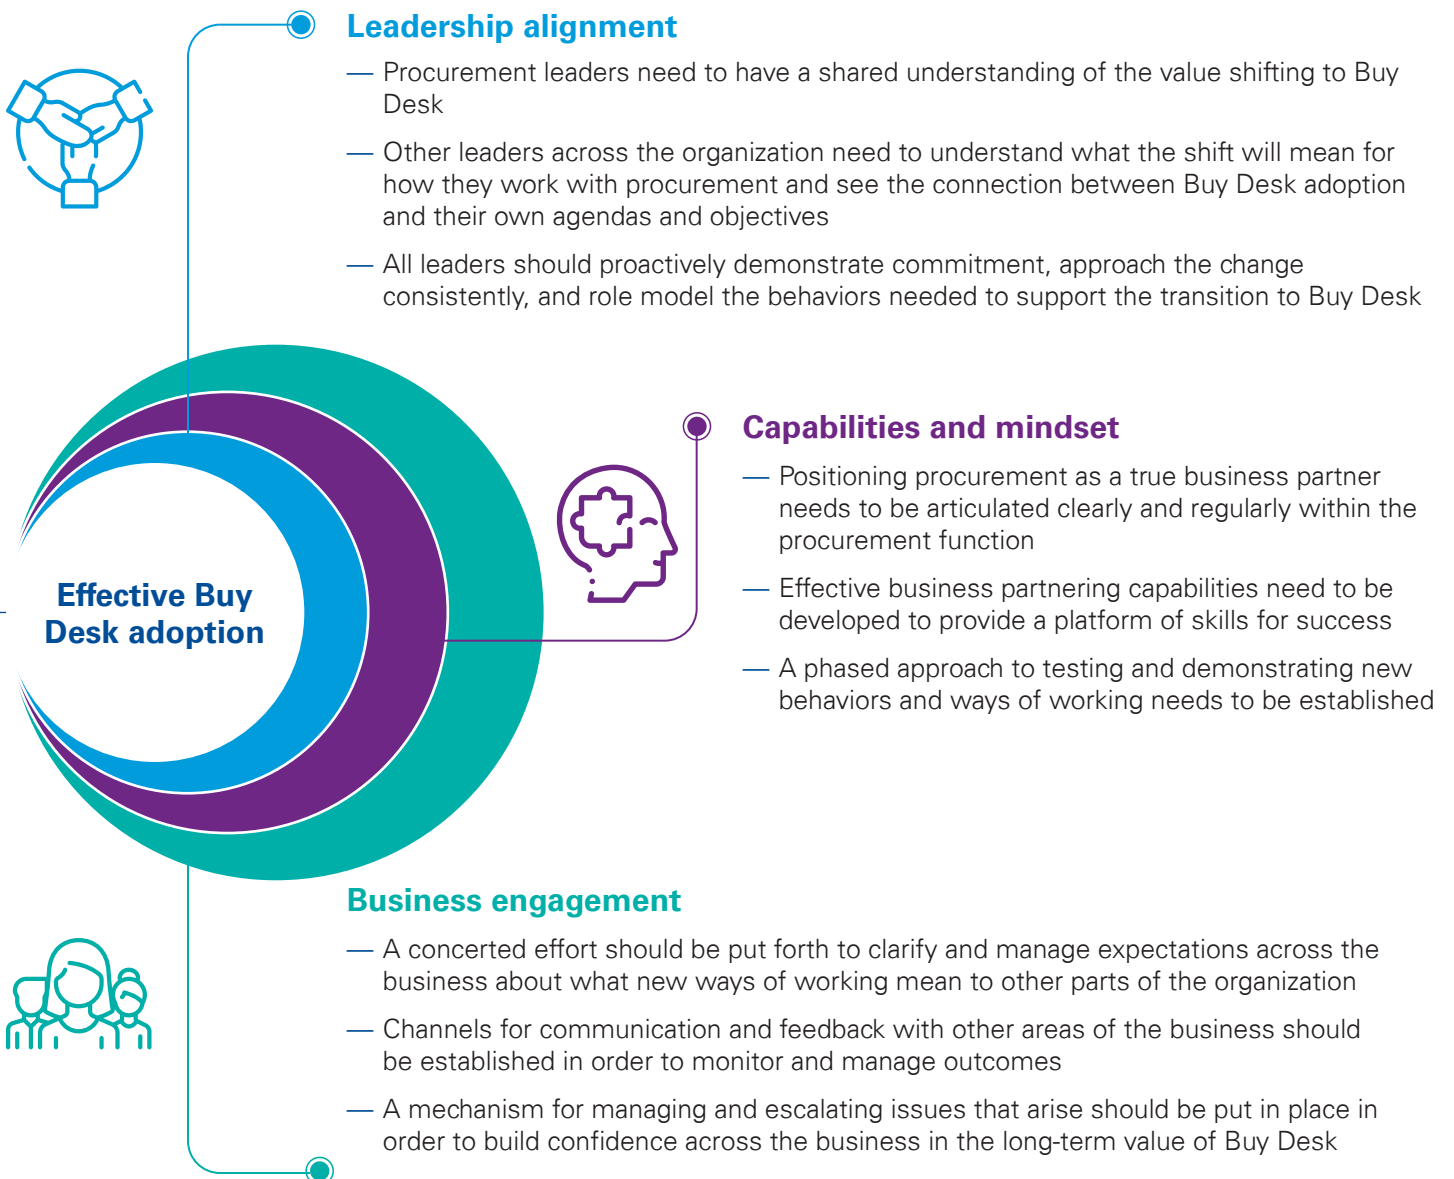 Leadership alignment
— Procurement leaders need to have a shared understanding of the value shifting to Buy
Desk
— Other leaders across the organization need to understand what the shift will mean for
how they work with procurement and see the connection between Buy Desk adoption
and their own agendas and objectives
— All leaders should proactively demonstrate commitment, approach the change
consistently, and role model the behaviors needed to support the transition to Buy Desk
Effective Buy
Desk adoption
Capabilities and mindset
— Positioning procurement as a true business partner
needs to be articulated clearly and regularly within the
procurement function
— Effective business partnering capabilities need to be
developed to provide a platform of skills for success
— A phased approach to testing and demonstrating new
behaviors and ways of working needs to be established
Business engagement
— A concerted effort should be put forth to clarify and manage expectations across the
business about what new ways of working mean to other parts of the organization
— Channels for communication and feedback with other areas of the business should
be established in order to monitor and manage outcomes
— A mechanism for managing and escalating issues that arise should be put in place in
order to build confidence across the business in the long-term value of Buy Desk